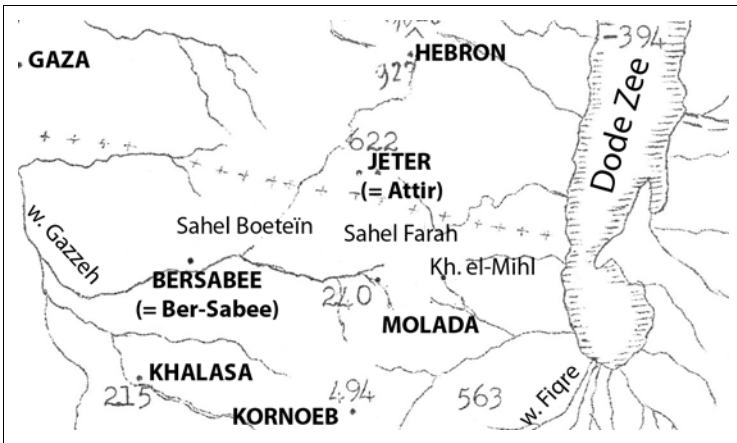 -394
HEBRON
GAZA
927
Dode Zee
622
JETER
(= Attir)
w. Gazzeh
Sahel Boeteïn
Sahel Farah
Kh. el-Mihl
BERSABEE
(= Ber-Sabee)
240
MOLADA
KHALASA
215
494
KORNOEB
563
w. Fiqre